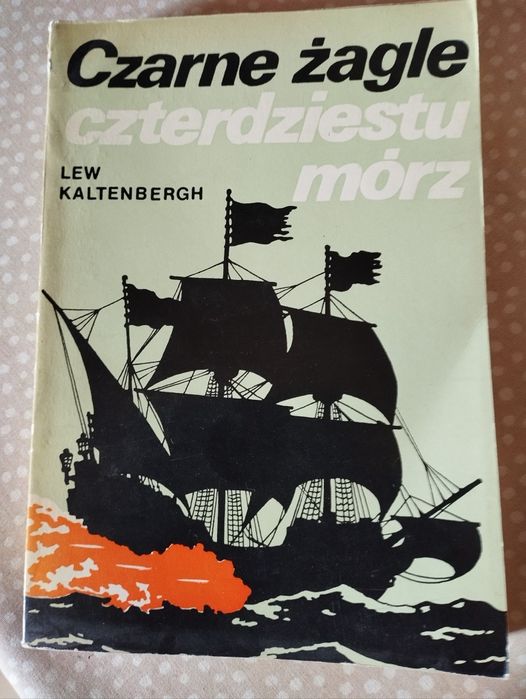 Czarne żagle
czterdziestu
mórz
LEW
KALTENBERGH